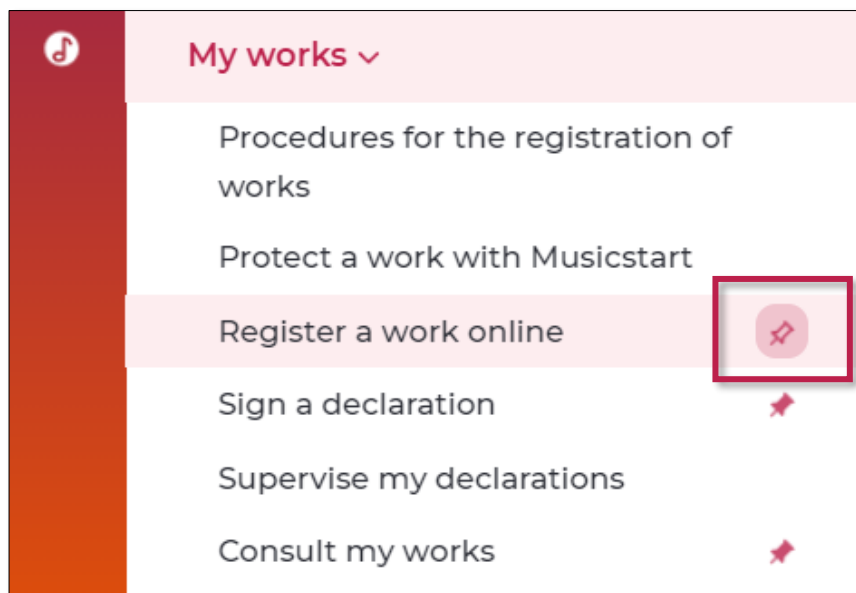 My works
Procedures for the registration of
works
Protect a work with Musicstart
Register a work online
Sign a declaration
Supervise my declarations
Consult my works